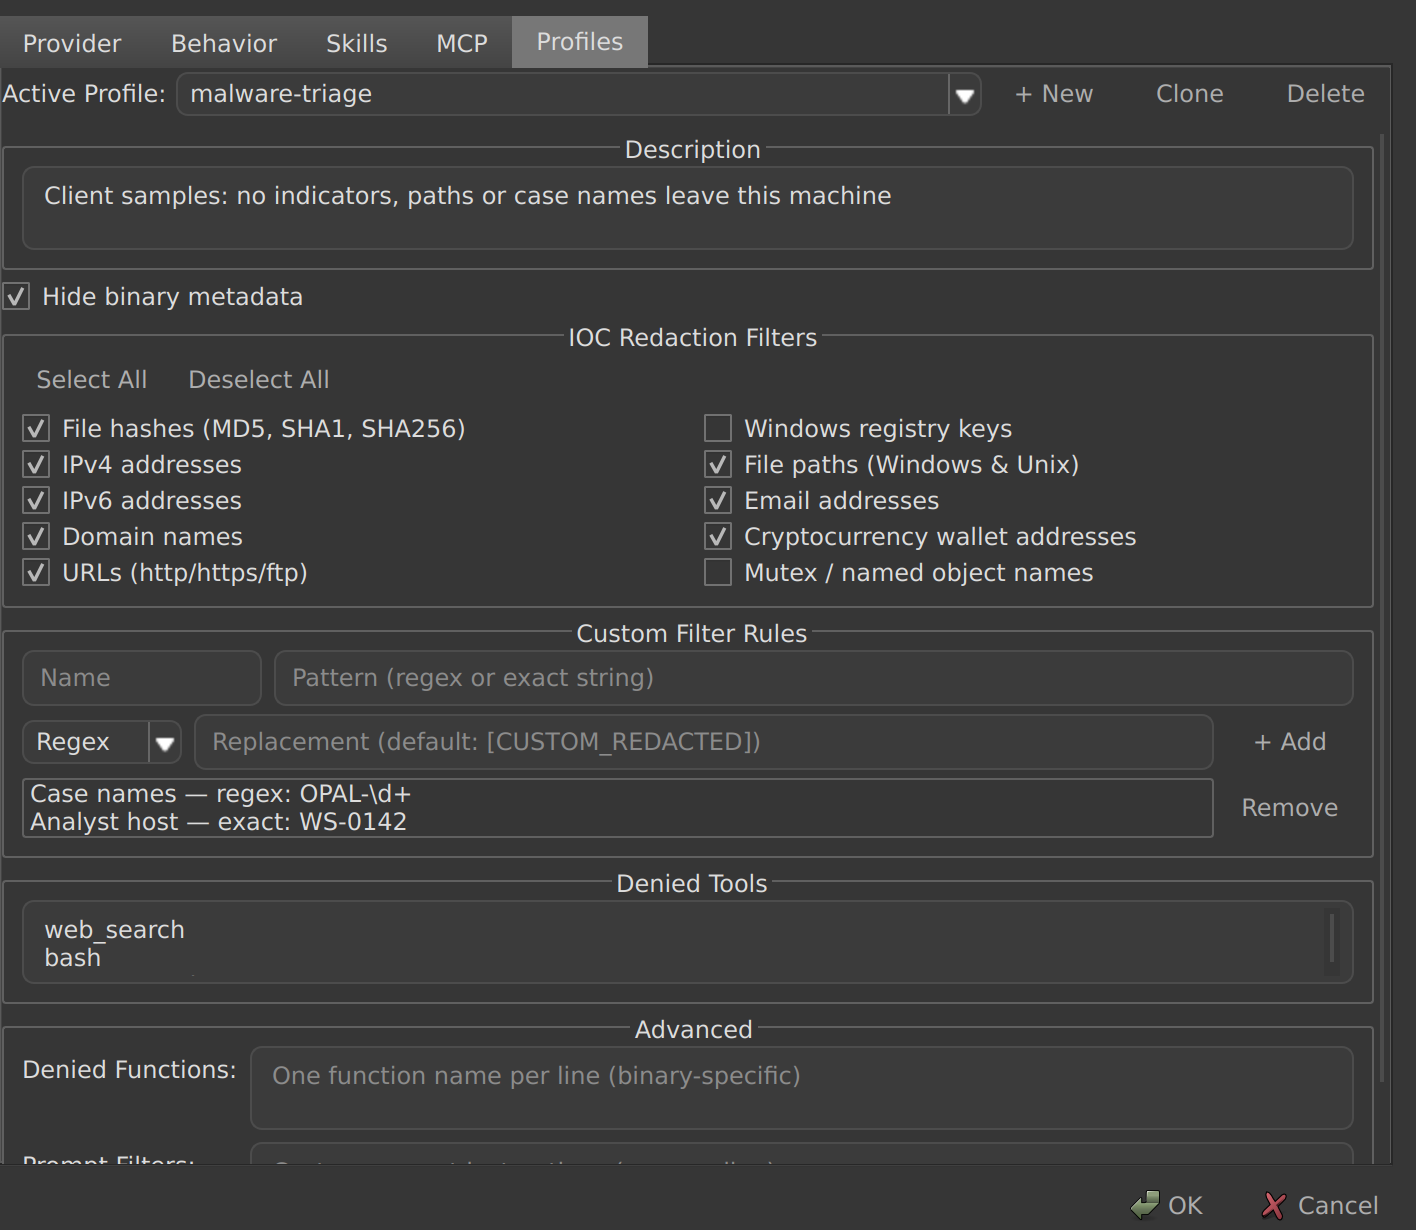 Provider Behavior Skills MCP Profiles
Active Profile: malware-triage + New Clone Delete
Description
Client samples: no indicators, paths or case names leave this machine
Hide binary metadata
IOC Redaction Filters
Select All Deselect All
File hashes (MD5, SHA1, SHA256) Windows registry keys
IPv4 addresses File paths (Windows & Unix)
IPv6 addresses Email addresses
Domain names Cryptocurrency wallet addresses
URLs (http/https/ftp) Mutex / named object names
Custom Filter Rules
Name Pattern (regex or exact string)
Regex Replacement (default: [CUSTOM_REDACTED]) + Add
Case names — regex: OPAL-\d+
Analyst host — exact: WS-0142
Remove
Denied Tools
web_search
bash
Advanced
Denied Functions: One function name per line (binary-specific)
Prompt Filters:
OK Cancel